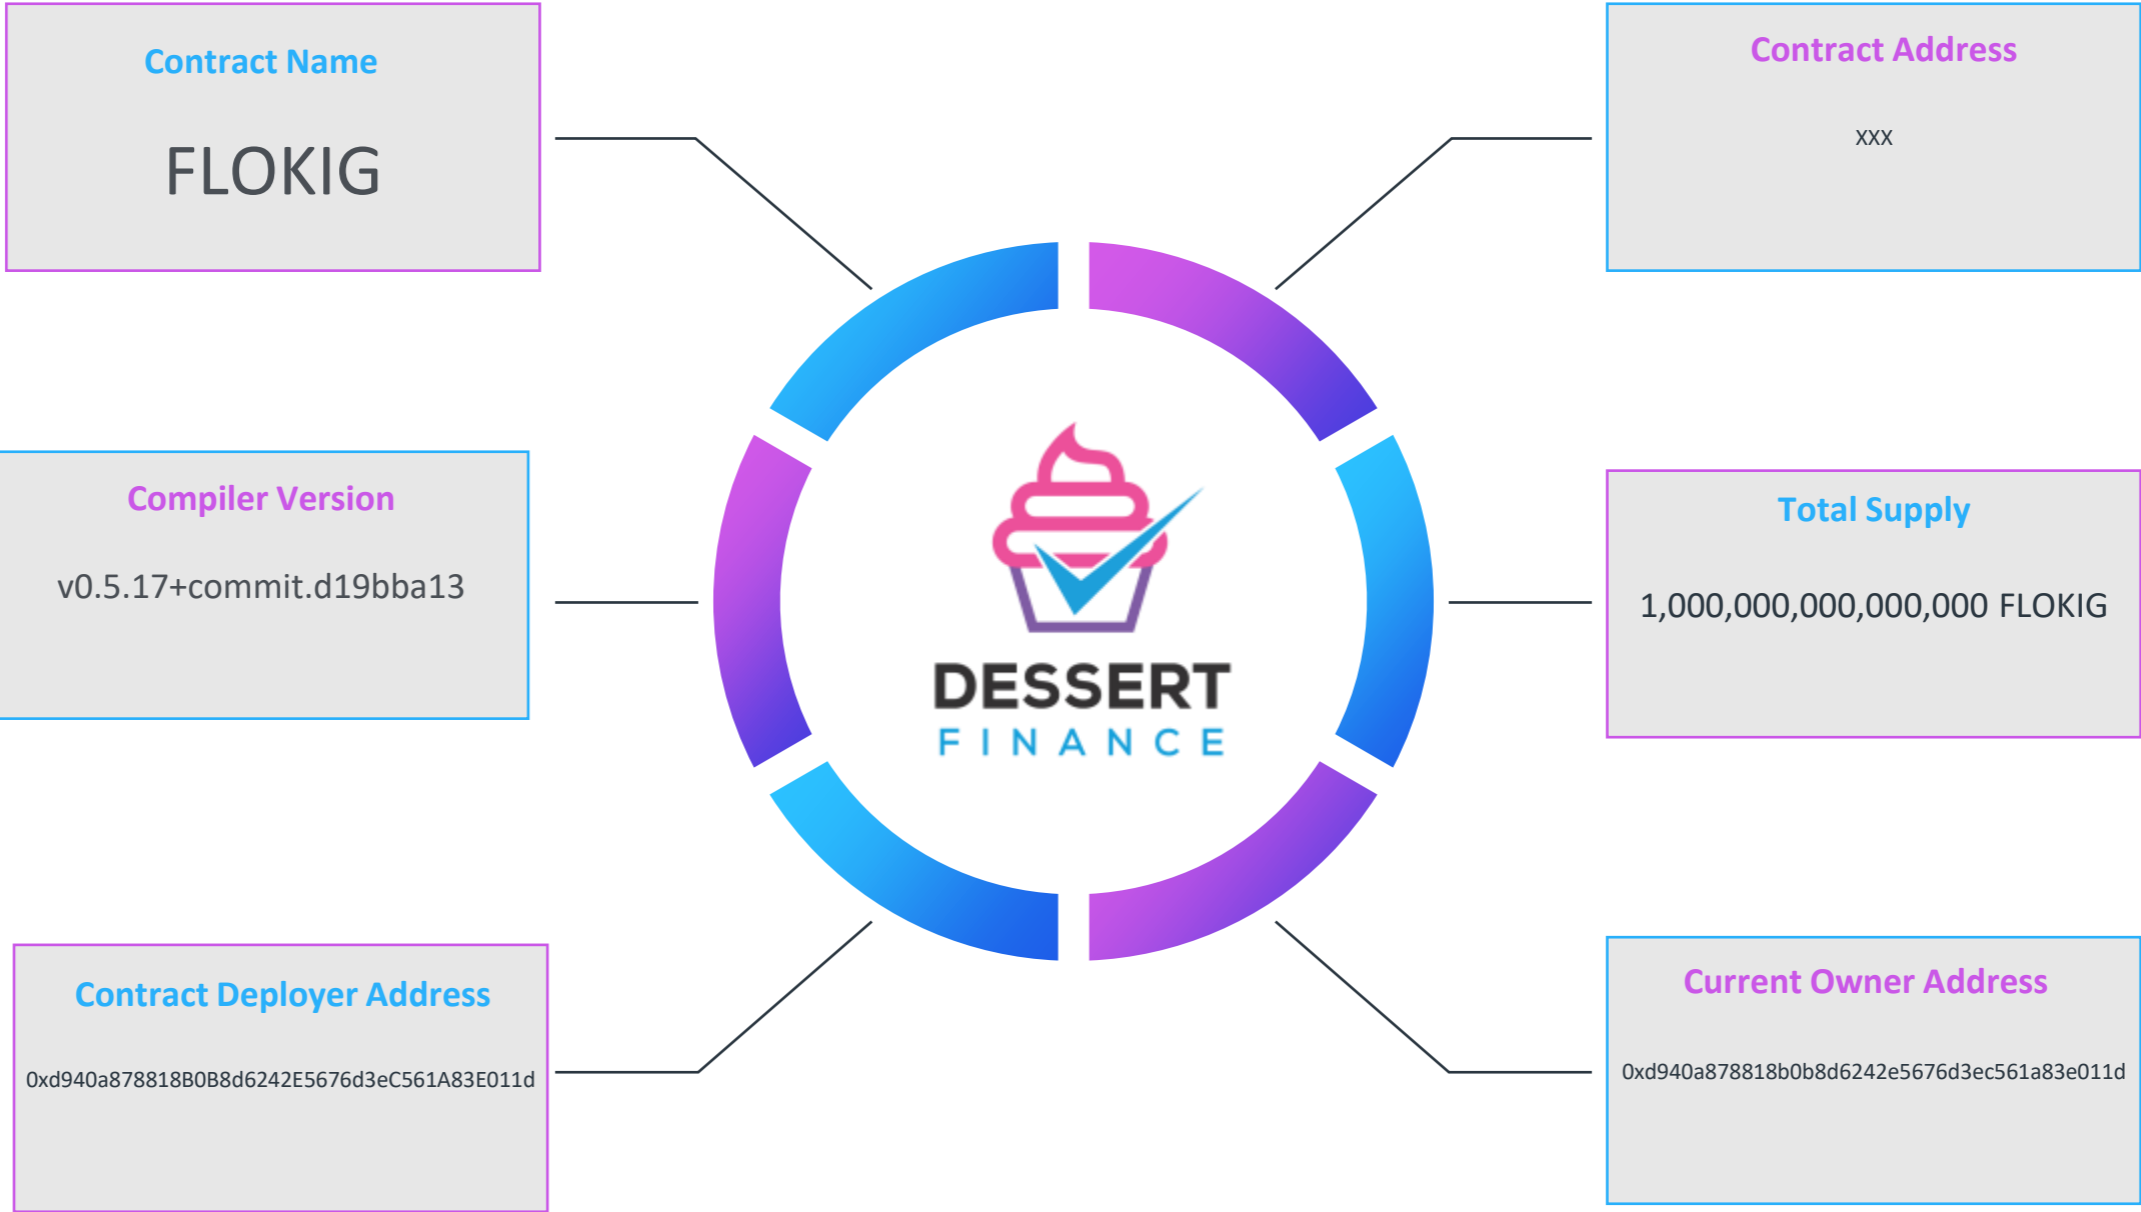 Contract Name
FLOKIG
Contract Address
xxx
Compiler Version
v0.5.17+commit.d19bba13
DESSERT
FINANCE
Total Supply
1,000,000,000,000,000 FLOKIG
Contract Deployer Address
0xd940a878818B0B8d6242E5676d3eC561A83E011d
Current Owner Address
0xd940a878818b0b8d6242e5676d3ec561a83e011d